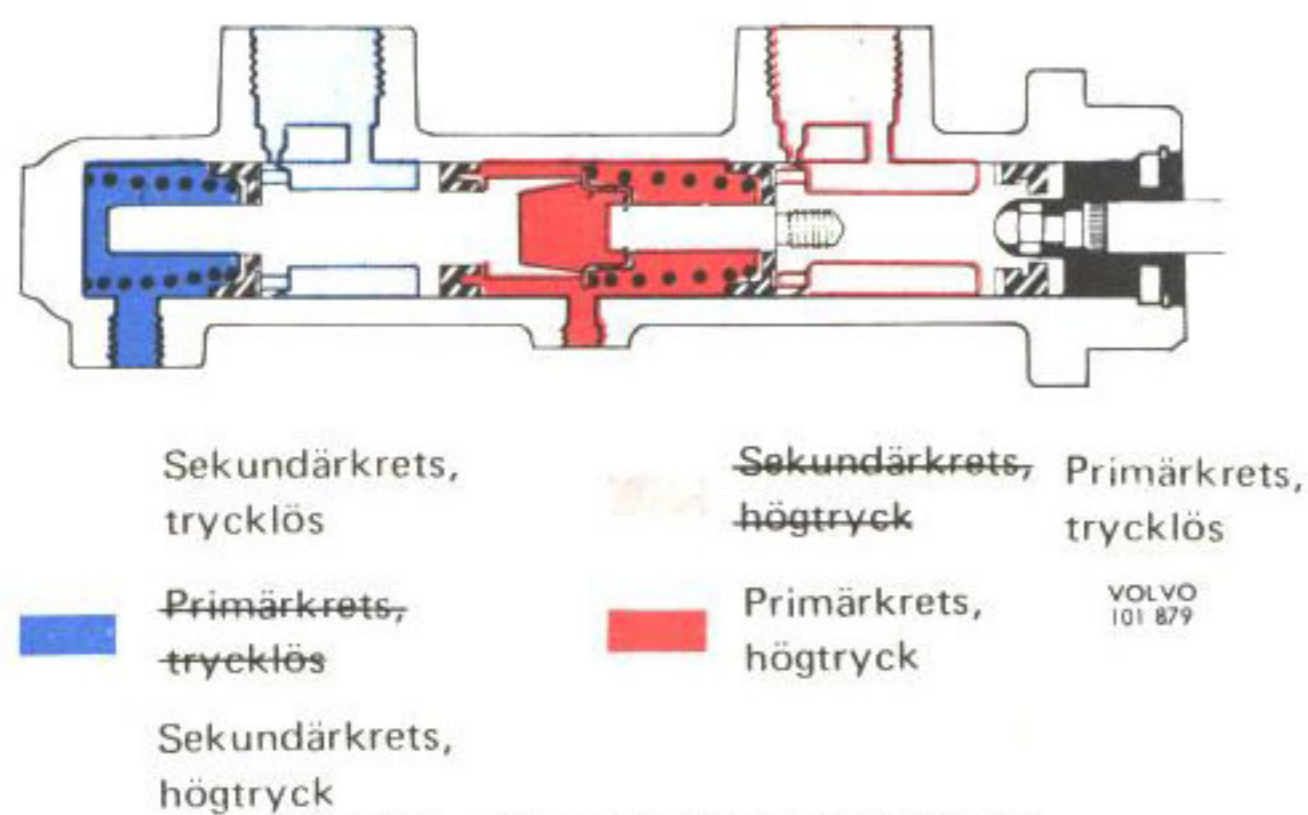 Sekundärkrets,
trycklös
Sekundärkrets,
högtryck
Primärkrets,
trycklös
Primärkrets,
trycklös
Primärkrets,
högtryck
VOLVO
101 879
Sekundärkrets,
högtryck